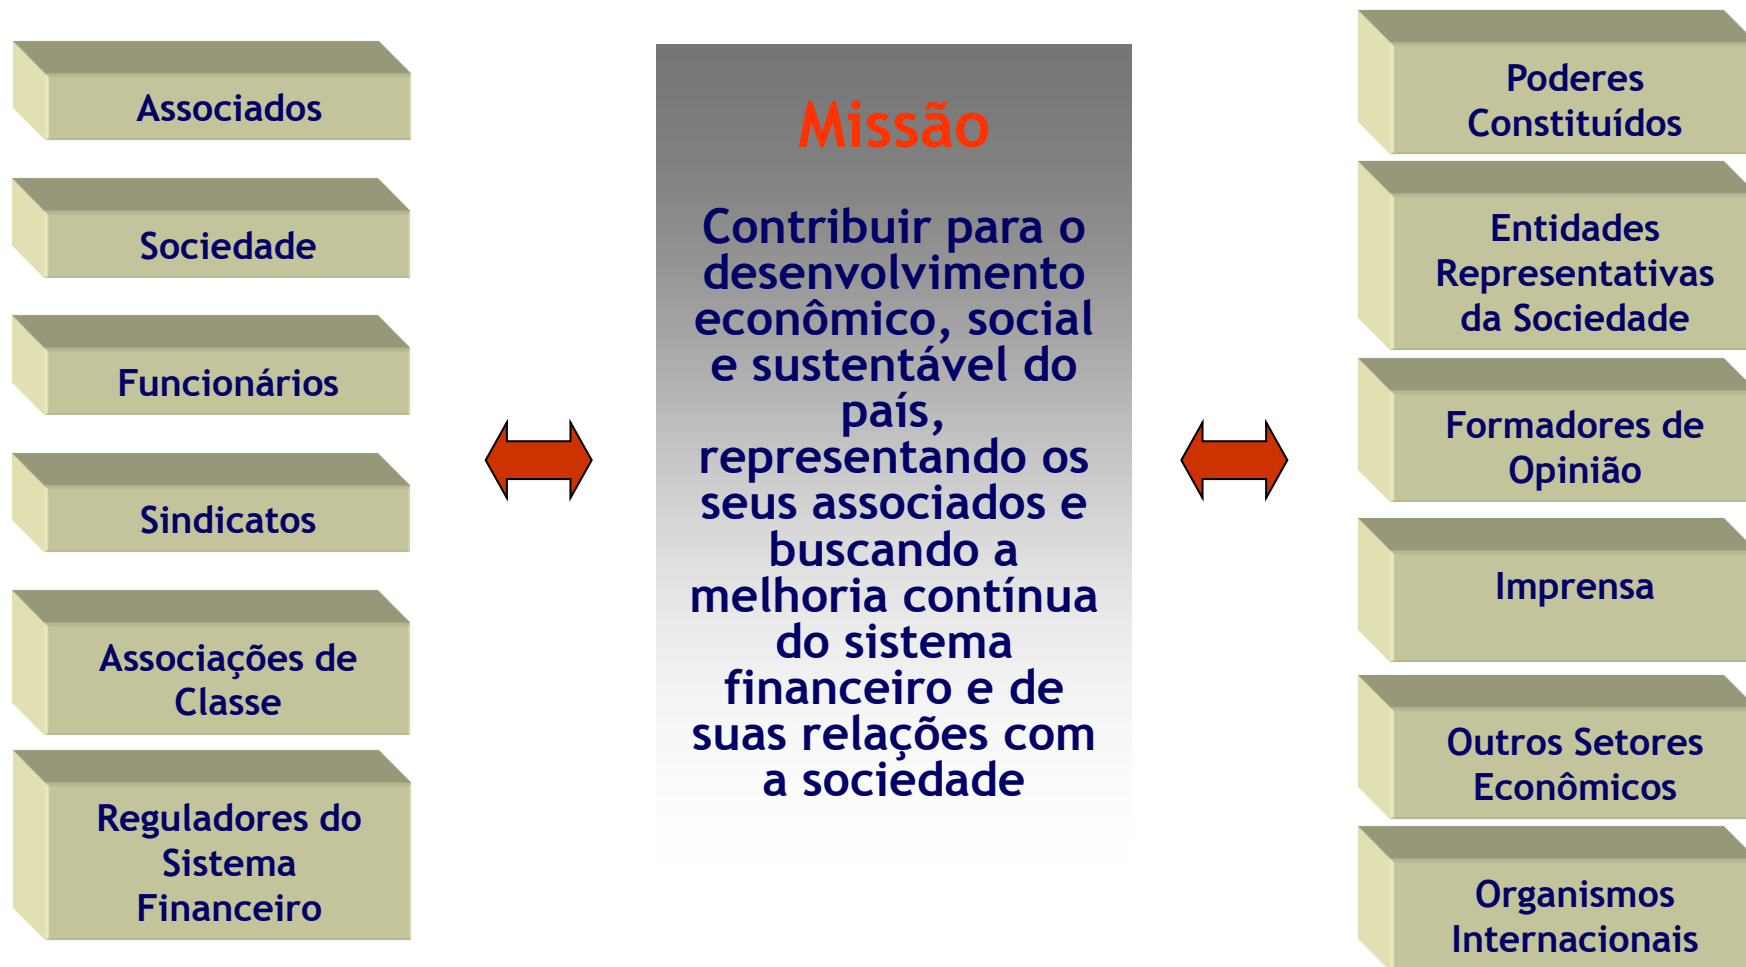 Associados
Sociedade
Funcionários
Sindicatos
Associações de
Classe
Reguladores do
Sistema
Financeiro
Missão
Contribuir para o
desenvolvimento
econômico, social
e sustentável do
país,
representando os
seus associados e
buscando a
melhoria contínua
do sistema
financeiro e de
suas relações com
a sociedade
Poderes
Constituídos
Entidades
Representativas
da Sociedade
Formadores de
Opinião
Imprensa
Outros Setores
Econômicos
Organismos
Internacionais